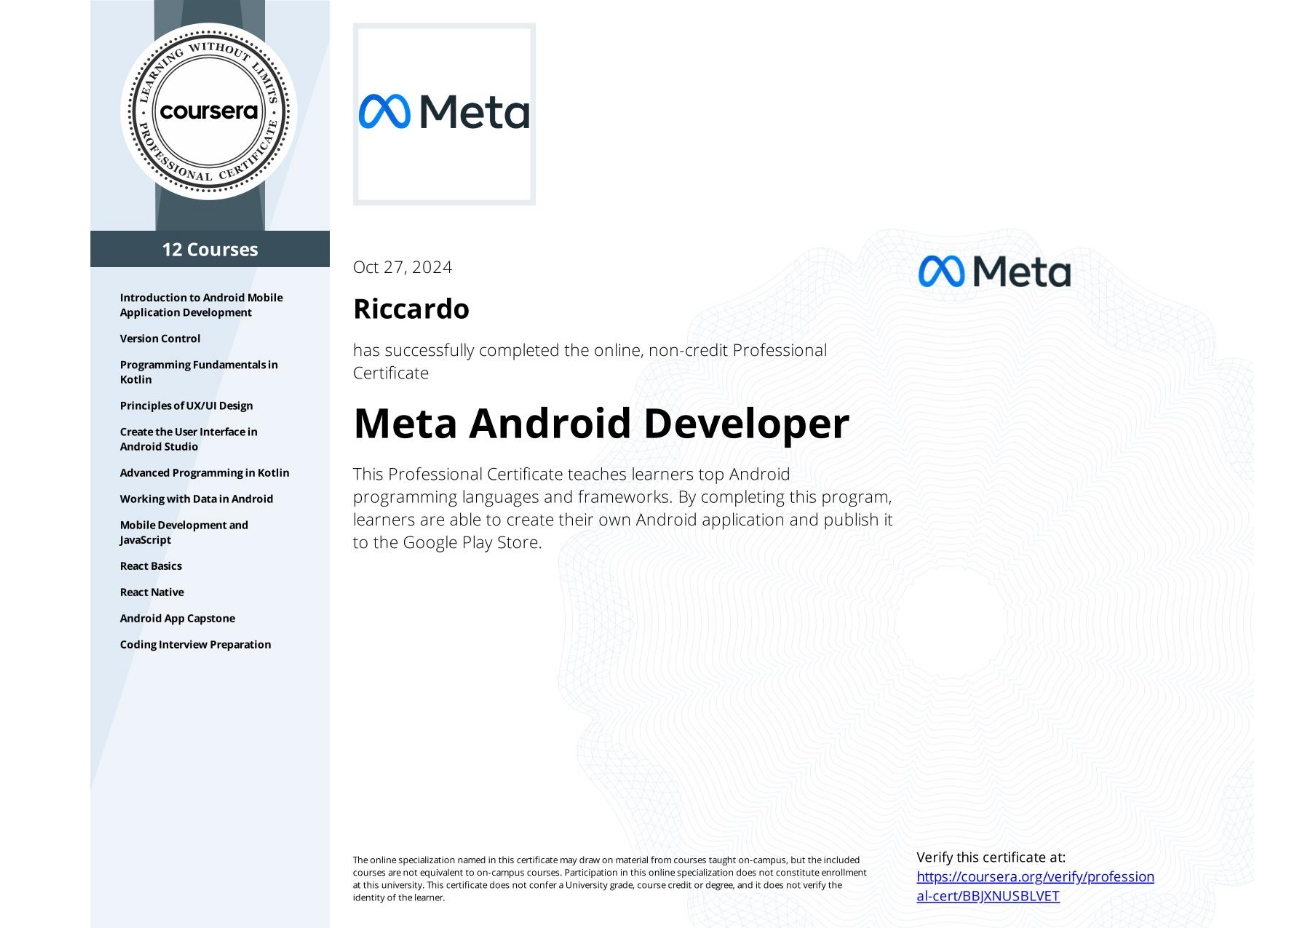 LEARNING WITHOUT LIMITS
coursera
PROFESSIONAL CERTIFICATE
12 Courses
Introduction to Android Mobile
Application Development
Version Control
Programming Fundamentals in
Kotlin
Principles of UX/UI Design
Create the User Interface in
Android Studio
Advanced Programming in Kotlin
Working with Data in Android
Mobile Development and
JavaScript
React Basics
React Native
Android App Capstone
Coding Interview Preparation
Meta
Oct 27, 2024
Riccardo
has successfully completed the online, non-credit Professional
Certificate
Meta Android Developer
This Professional Certificate teaches learners top Android
programming languages and frameworks. By completing this program,
learners are able to create their own Android application and publish it
to the Google Play Store.
Meta
The online specialization named in this certificate may draw on material from courses taught on-campus, but the included
courses are not equivalent to on-campus courses. Participation in this online specialization does not constitute enrollment
at this university. This certificate does not confer a University grade, course credit or degree, and it does not verify the
identity of the learner.
Verify this certificate at:
https://coursera.org/verify/profession
al-cert/BBJXNUSBLVET